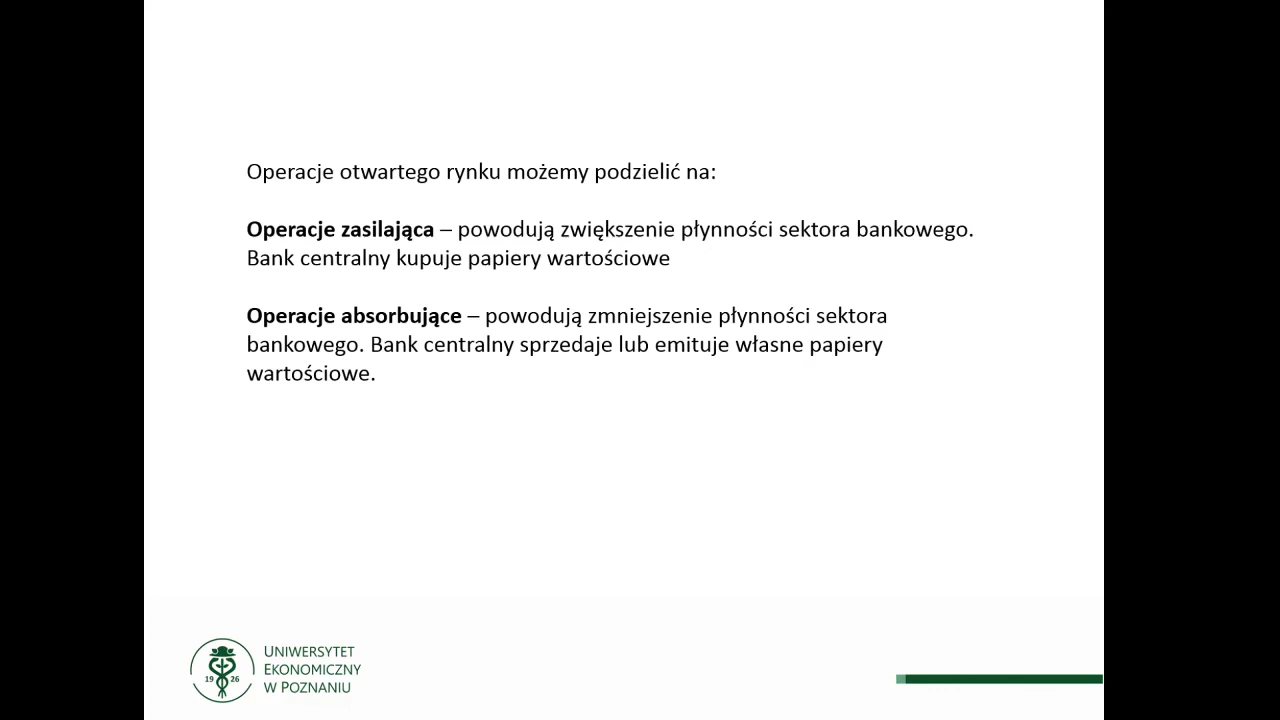 Operacje otwartego rynku możemy podzielić na:
Operacje zasilająca – powodują zwiększenie płynności sektora bankowego.
Bank centralny kupuje papiery wartościowe
Operacje absorbujące – powodują zmniejszenie płynności sektora
bankowego. Bank centralny sprzedaje lub emituje własne papiery
wartościowe.
19 26
UNIWERSYTET
EKONOMICZNY
W POZNANIU